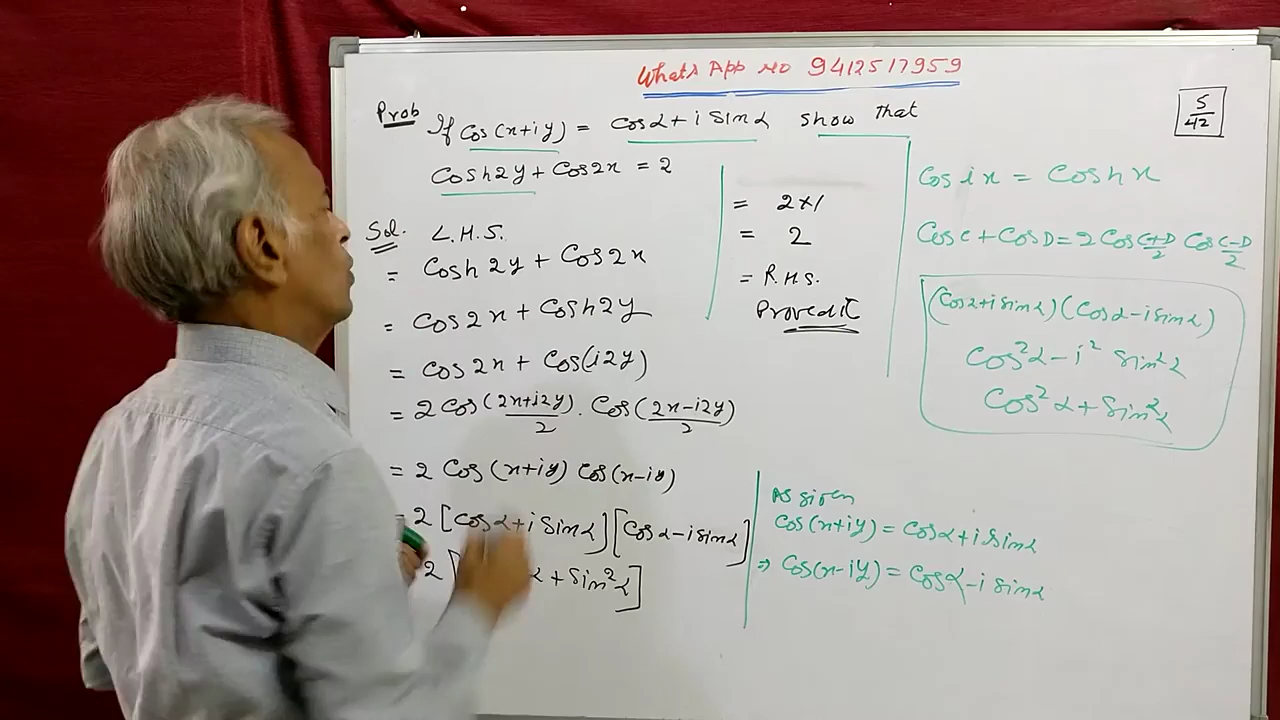 WhatsApp no 9412517959
5/42
Prob If Cos(x+iy) = Cosα + i Sinα show that
Cosh2y + Cos2x = 2
Sol. L.H.S.
= Cosh 2y + Cos 2x
= Cos 2x + Cosh 2y
= Cos 2x + Cos(i2y)
= 2 Cos (2x+i2y)/2 . Cos (2x-i2y)/2
= 2 Cos(x+iy) Cos(x-iy)
= 2 [Cosα + i Sinα] [Cosα - i Sinα]
2 [ α + Sin²α]
= 2×1
= 2
= R.H.S.
Proved it
Cos ix = Cosh x
Cos C + Cos D = 2 Cos (C+D)/2 Cos (C-D)/2
(Cosα + i Sinα) (Cosα - i Sinα)
Cos²α - i² Sin²α
Cos²α + Sin²α
As given
Cos(x+iy) = Cosα + i Sinα
⇒ Cos(x-iy) = Cosα - i Sinα